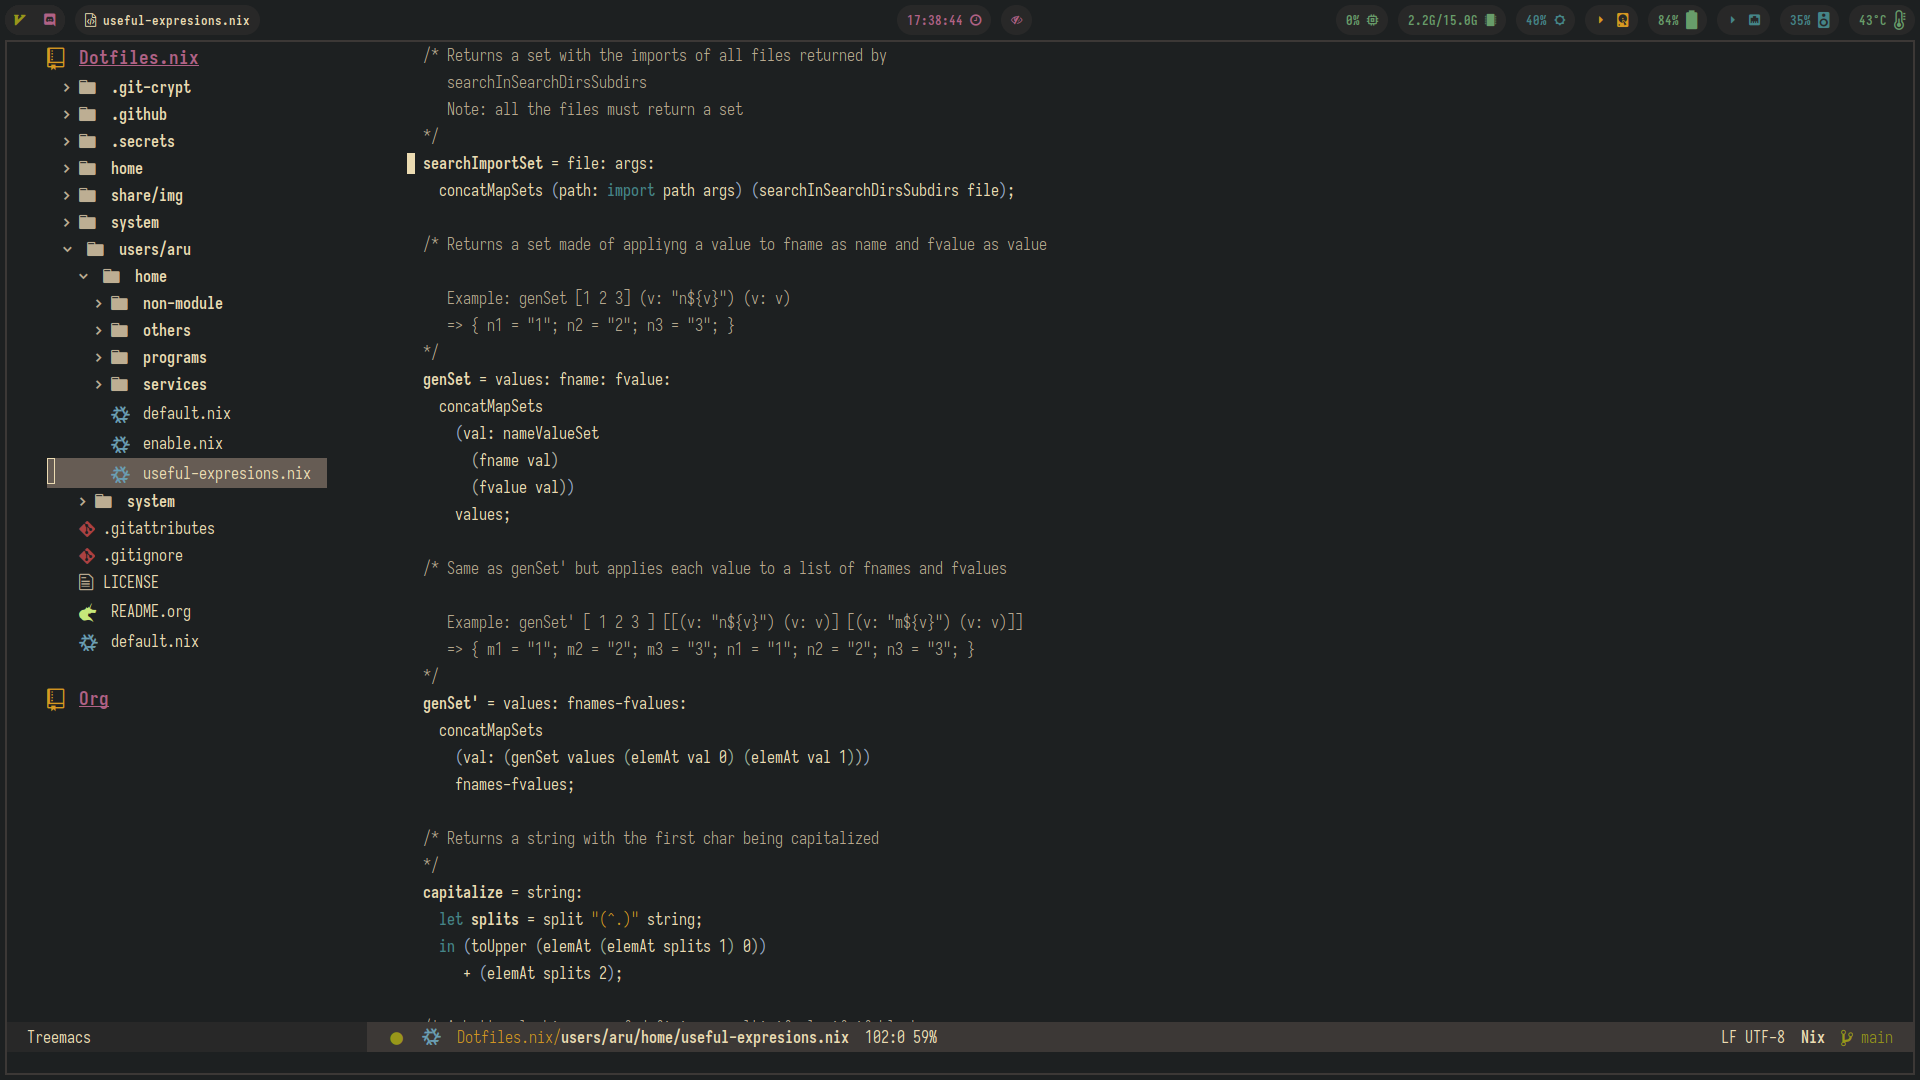 useful-expresions.nix
17:38:44
0%
2.2G/15.0G
40%
84%
35%
43°C
Dotfiles.nix
.git-crypt
.github
.secrets
home
share/img
system
users/aru
home
non-module
others
programs
services
default.nix
enable.nix
useful-expresions.nix
system
.gitattributes
.gitignore
LICENSE
README.org
default.nix
Org
/* Returns a set with the imports of all files returned by
searchInSearchDirsSubdirs
Note: all the files must return a set
*/
searchImportSet = file: args:
concatMapSets (path: import path args) (searchInSearchDirsSubdirs file);
/* Returns a set made of appliyng a value to fname as name and fvalue as value
Example: genSet [1 2 3] (v: "n${v}") (v: v)
=> { n1 = "1"; n2 = "2"; n3 = "3"; }
*/
genSet = values: fname: fvalue:
concatMapSets
(val: nameValueSet
(fname val)
(fvalue val))
values;
/* Same as genSet' but applies each value to a list of fnames and fvalues
Example: genSet' [ 1 2 3 ] [[(v: "n${v}") (v: v)] [(v: "m${v}") (v: v)]]
=> { m1 = "1"; m2 = "2"; m3 = "3"; n1 = "1"; n2 = "2"; n3 = "3"; }
*/
genSet' = values: fnames-fvalues:
concatMapSets
(val: (genSet values (elemAt val 0) (elemAt val 1)))
fnames-fvalues;
/* Returns a string with the first char being capitalized
*/
capitalize = string:
let splits = split "(^.)" string;
in (toUpper (elemAt (elemAt splits 1) 0))
+ (elemAt splits 2);
Treemacs
Dotfiles.nix/users/aru/home/useful-expresions.nix 102:0 59%
LF UTF-8 Nix main